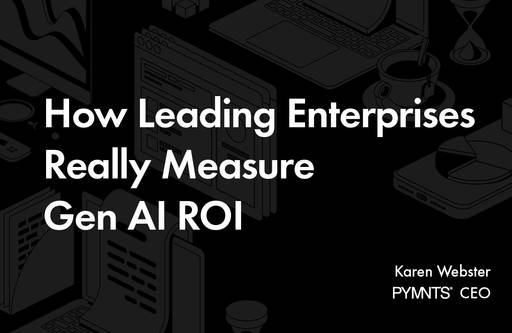 How Leading Enterprises
Really Measure
Gen AI ROI
Karen Webster
PYMNTS® CEO